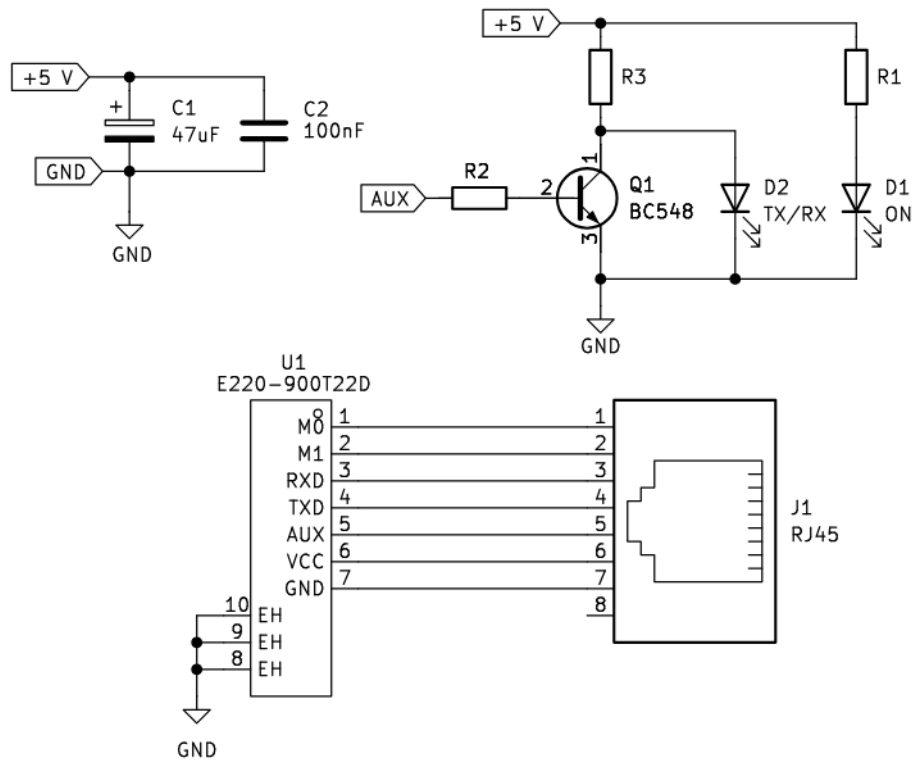 +5 V
C1
+
47uF
C2
100nF
GND
GND
+5 V
R3
R1
AUX
R2
2
1
3
Q1
BC548
D2
TX/RX
D1
ON
GND
U1
E220-900T22D
M0 1
M1 2
RXD 3
TXD 4
AUX 5
VCC 6
GND 7
10 EH
9 EH
8 EH
GND
1
2
3
4
5
6
7
8
J1
RJ45